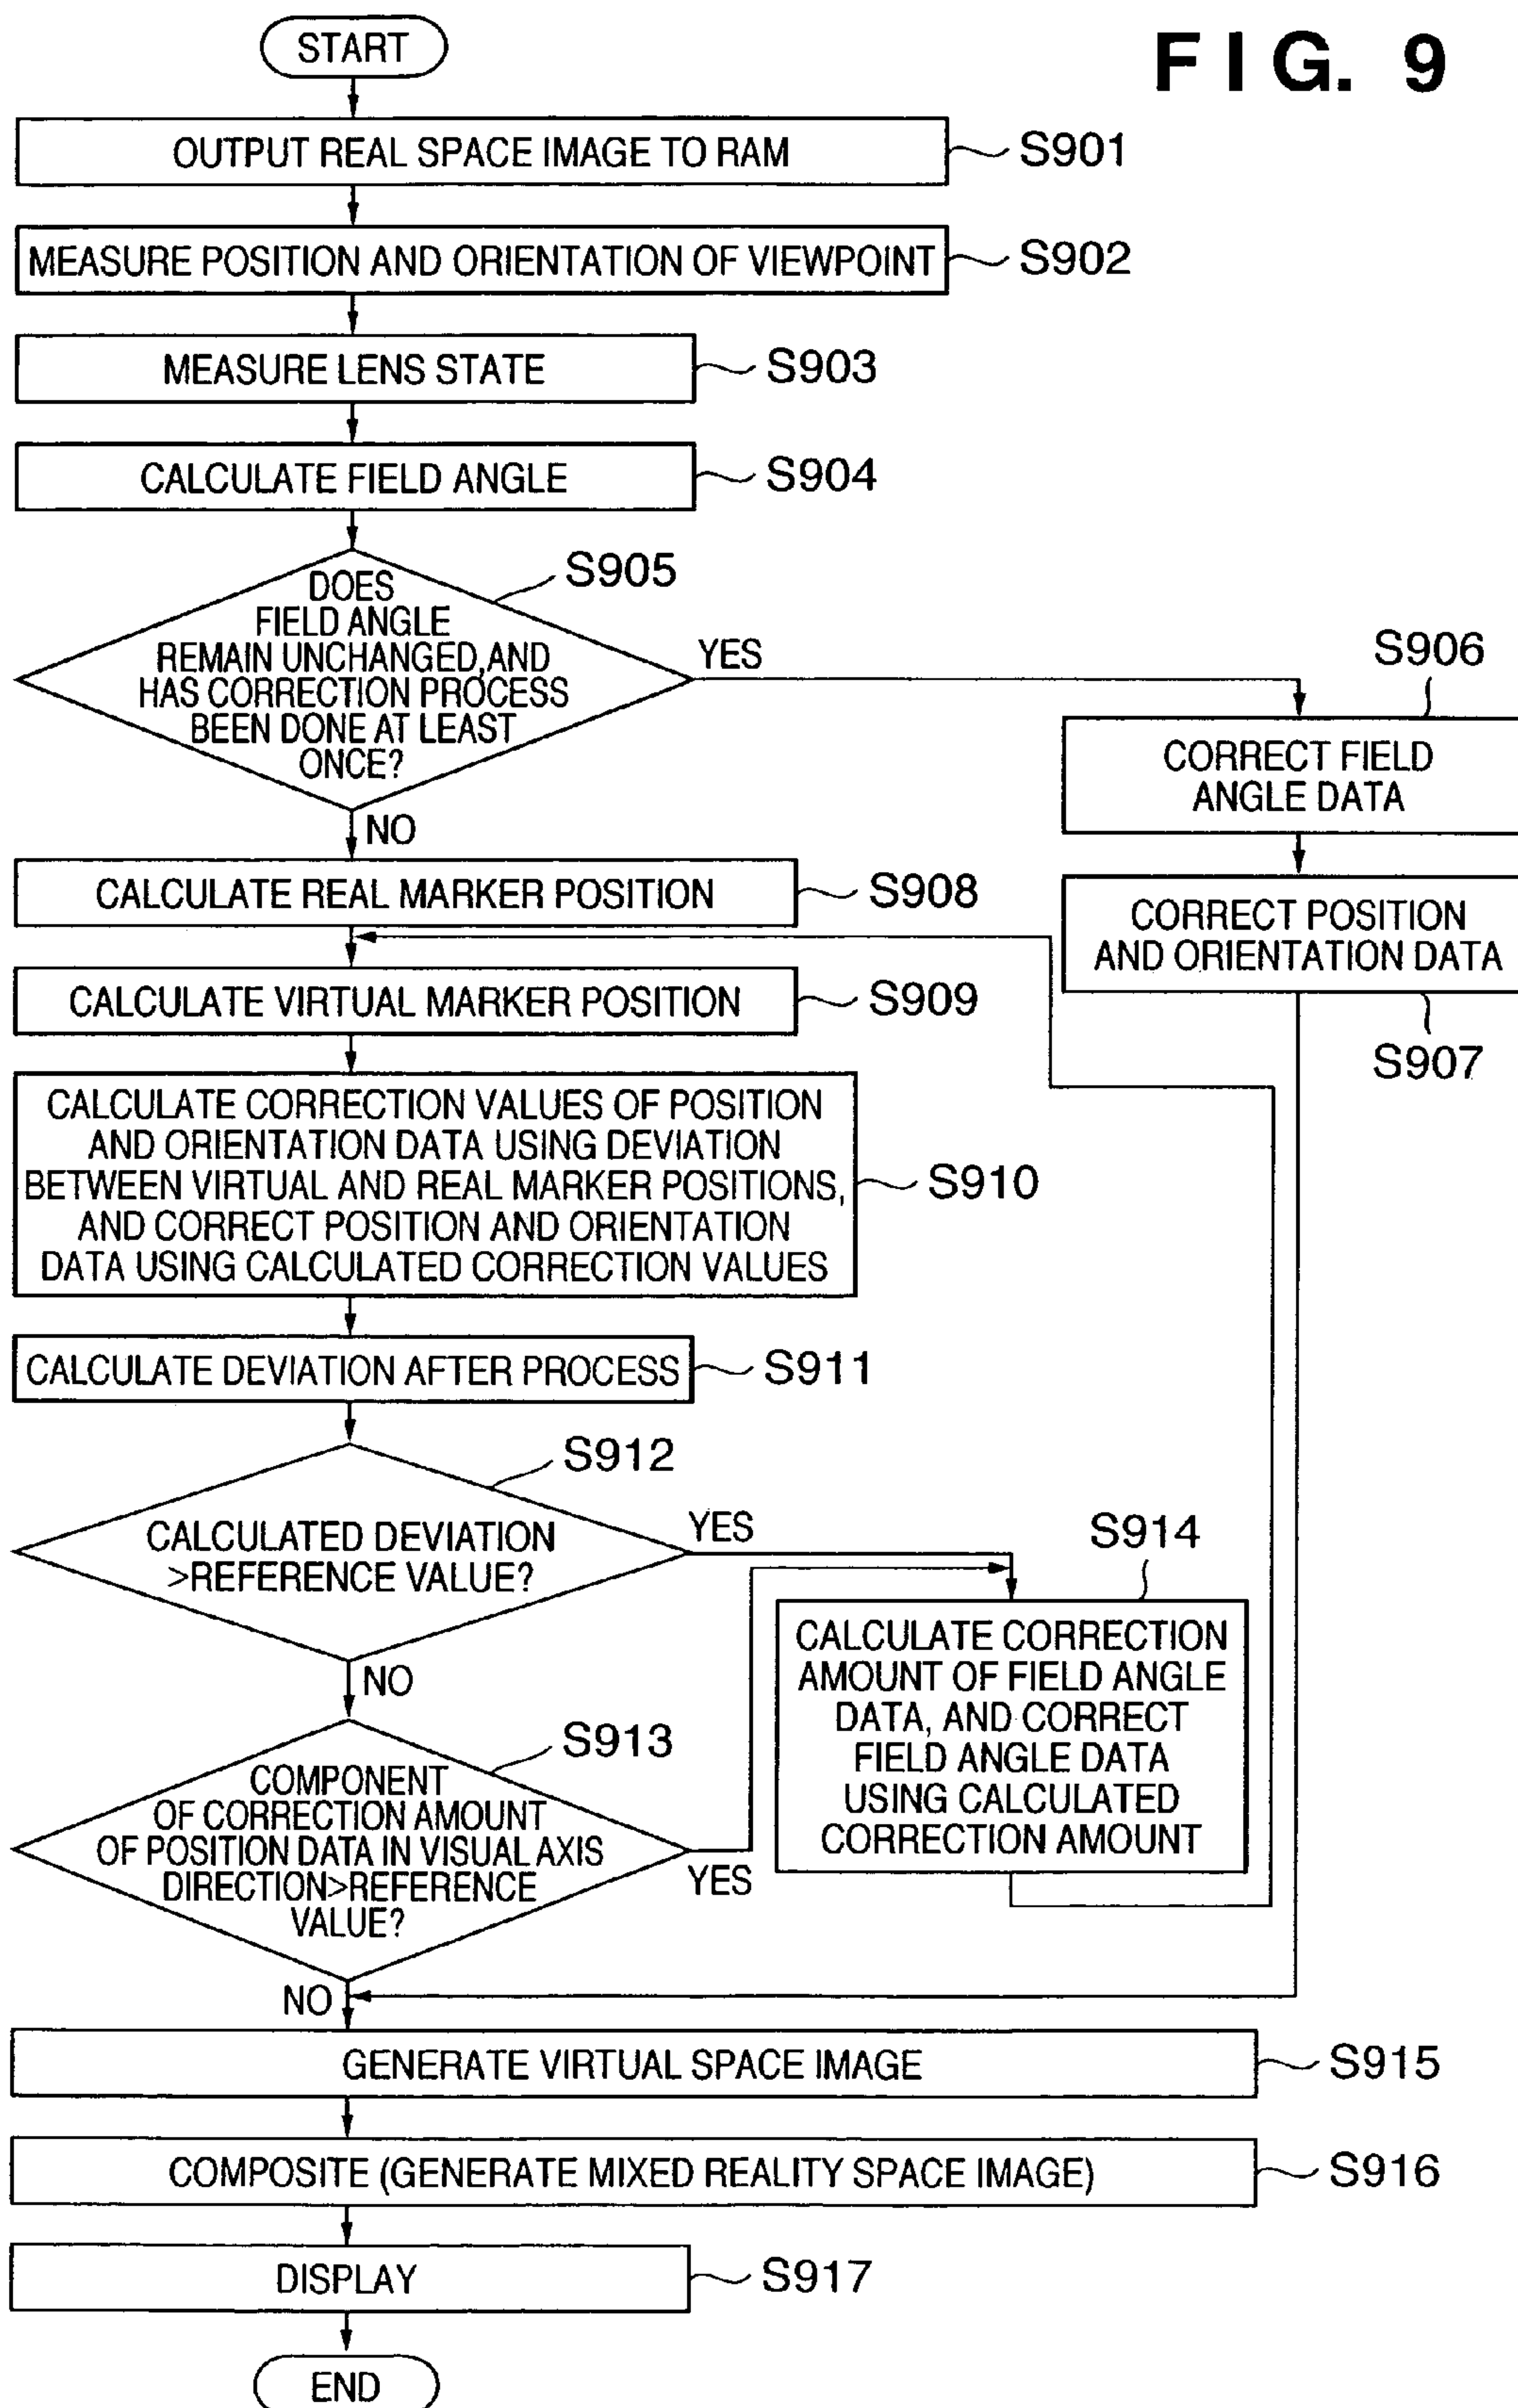 FIG. 9
START
OUTPUT REAL SPACE IMAGE TO RAM
S901
MEASURE POSITION AND ORIENTATION OF VIEWPOINT
S902
MEASURE LENS STATE
S903
CALCULATE FIELD ANGLE
S904
S905
DOES
FIELD ANGLE
REMAIN UNCHANGED,AND
HAS CORRECTION PROCESS
BEEN DONE AT LEAST
ONCE?
YES
NO
S906
CORRECT FIELD
ANGLE DATA
CORRECT POSITION
AND ORIENTATION DATA
S907
CALCULATE REAL MARKER POSITION
S908
CALCULATE VIRTUAL MARKER POSITION
S909
CALCULATE CORRECTION VALUES OF POSITION
AND ORIENTATION DATA USING DEVIATION
BETWEEN VIRTUAL AND REAL MARKER POSITIONS,
AND CORRECT POSITION AND ORIENTATION
DATA USING CALCULATED CORRECTION VALUES
S910
CALCULATE DEVIATION AFTER PROCESS
S911
S912
CALCULATED DEVIATION
>REFERENCE VALUE?
YES
NO
S914
CALCULATE CORRECTION
AMOUNT OF FIELD ANGLE
DATA, AND CORRECT
FIELD ANGLE DATA
USING CALCULATED
CORRECTION AMOUNT
S913
COMPONENT
OF CORRECTION AMOUNT
OF POSITION DATA IN VISUAL AXIS
DIRECTION>REFERENCE
VALUE?
YES
NO
GENERATE VIRTUAL SPACE IMAGE
S915
COMPOSITE (GENERATE MIXED REALITY SPACE IMAGE)
S916
DISPLAY
S917
END